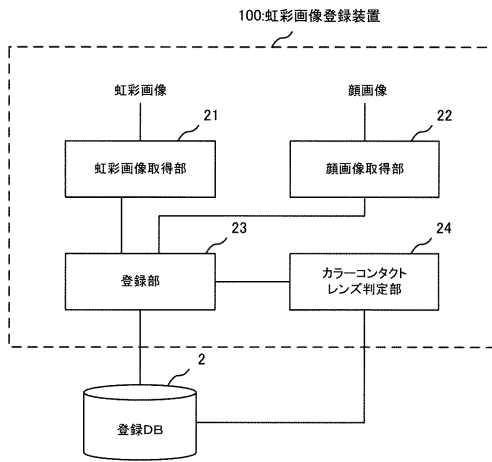 100:虹彩画像登録装置
虹彩画像
顔画像
21
22
虹彩画像取得部
顔画像取得部
23
24
登録部
カラーコンタクト
レンズ判定部
2
登録DB